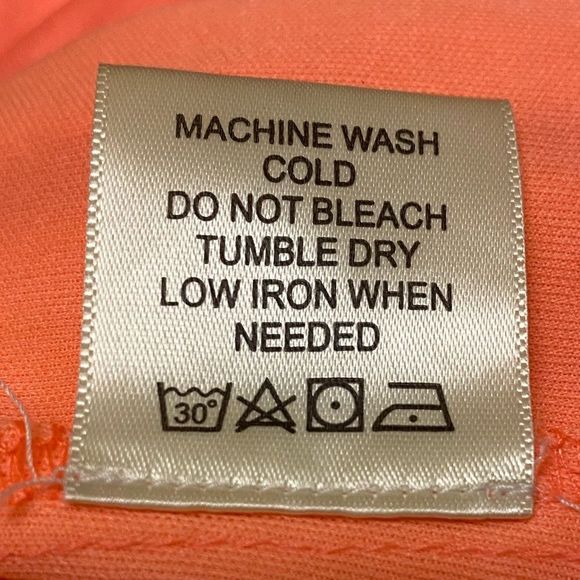 MACHINE WASH
COLD
DO NOT BLEACH
TUMBLE DRY
LOW IRON WHEN
NEEDED
30°